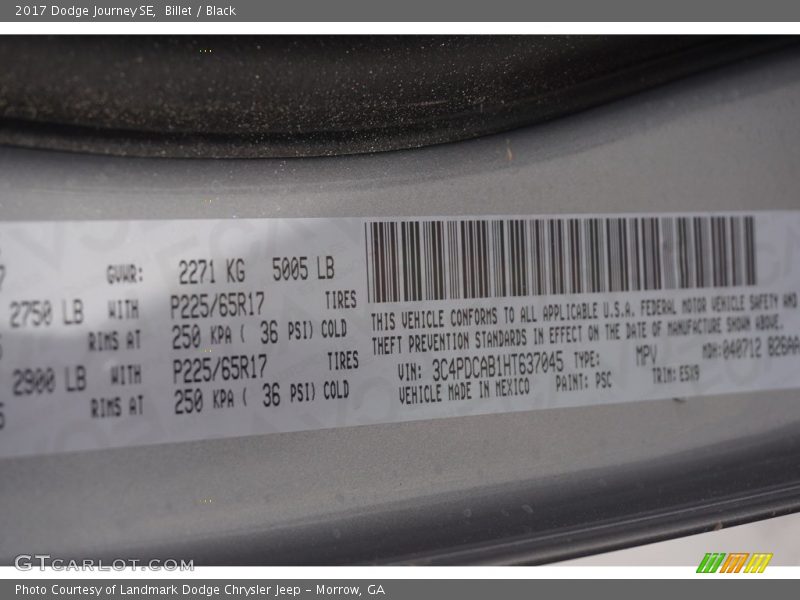 2017 Dodge Journey SE, Billet / Black
GVWR: 2271 KG 5005 LB
2750 LB WITH P225/65R17 TIRES
RIMS AT 250 KPA ( 36 PSI) COLD
2900 LB WITH P225/65R17 TIRES
RIMS AT 250 KPA ( 36 PSI) COLD
THIS VEHICLE CONFORMS TO ALL APPLICABLE U.S.A. FEDERAL MOTOR VEHICLE SAFETY AND
THEFT PREVENTION STANDARDS IN EFFECT ON THE DATE OF MANUFACTURE SHOWN ABOVE.
VIN: 3C4PDCAB1HT637045 TYPE: MPV MDH:040712
VEHICLE MADE IN MEXICO PAINT: PSC TRIM:
GTCARLOT.COM
Photo Courtesy of Landmark Dodge Chrysler Jeep - Morrow, GA